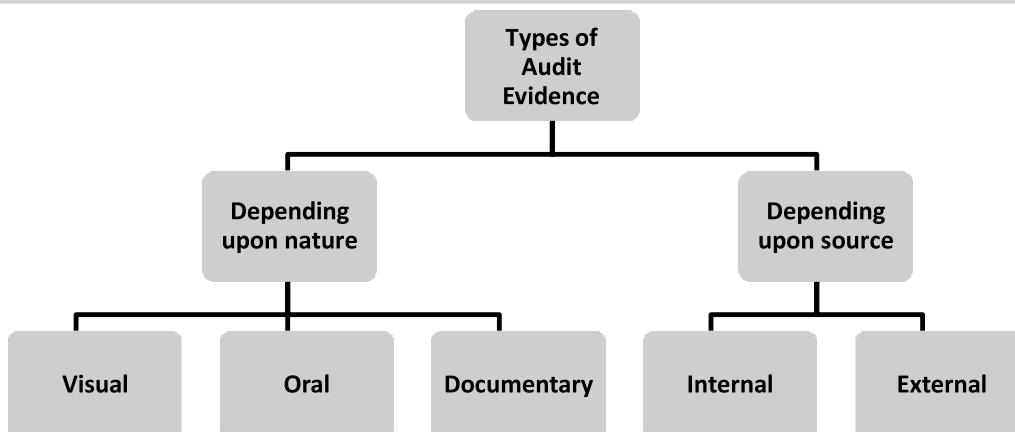 Types of
Audit
Evidence
Depending
upon nature
Depending
upon source
Visual
Oral
Documentary
Internal
External